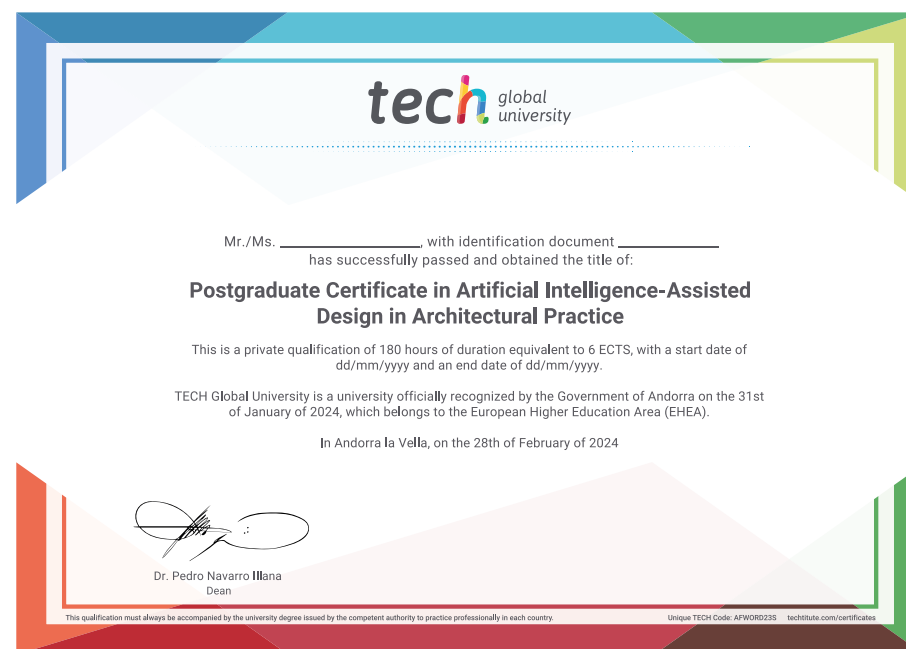 tech global university
Mr./Ms. ____________________, with identification document ______________
has successfully passed and obtained the title of:
Postgraduate Certificate in Artificial Intelligence-Assisted
Design in Architectural Practice
This is a private qualification of 180 hours of duration equivalent to 6 ECTS, with a start date of
dd/mm/yyyy and an end date of dd/mm/yyyy.
TECH Global University is a university officially recognized by the Government of Andorra on the 31st
of January of 2024, which belongs to the European Higher Education Area (EHEA).
In Andorra la Vella, on the 28th of February of 2024
Dr. Pedro Navarro Illana
Dean
This qualification must always be accompanied by the university degree issued by the competent authority to practice professionally in each country.
Unique TECH Code: AFWORD23S techtitute.com/certificates